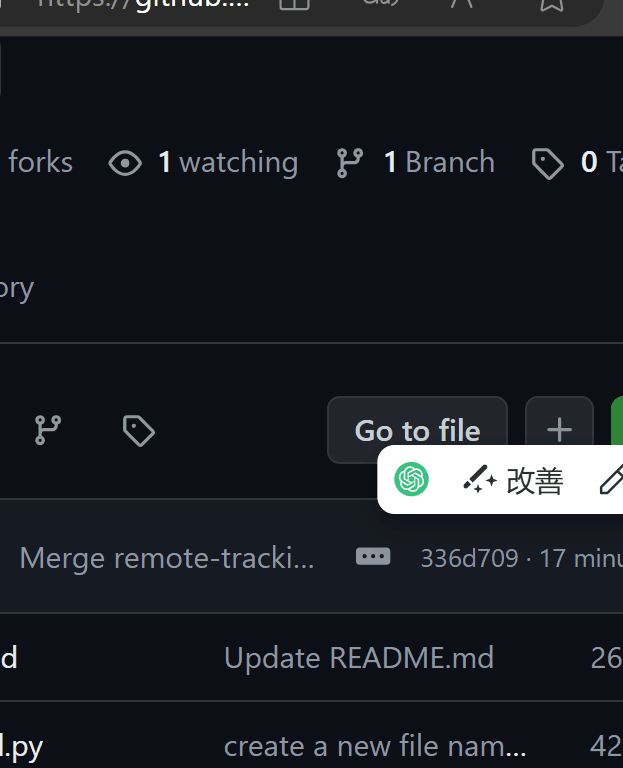 https://github....
forks 1 watching 1 Branch 0
ory
Go to file
改善
Merge remote-tracki... 336d709 · 17 minu
d Update README.md 26
.py create a new file nam... 42